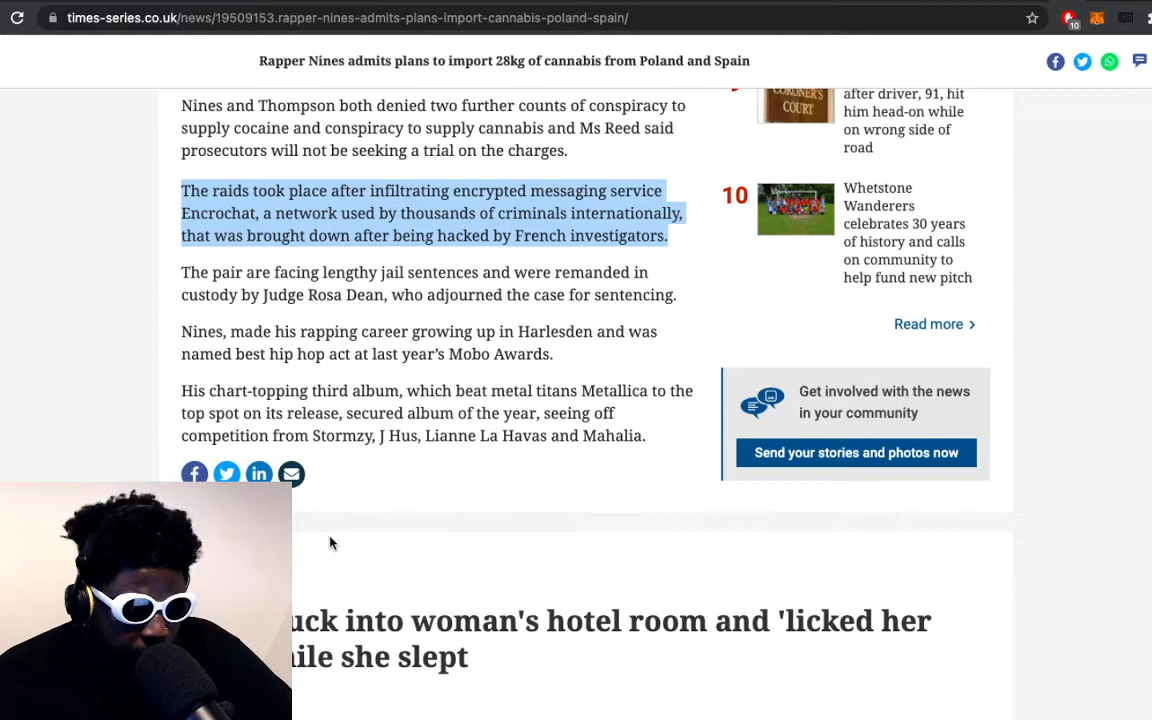 times-series.co.uk/news/19509153.rapper-nines-admits-plans-import-cannabis-poland-spain/
10
Rapper Nines admits plans to import 28kg of cannabis from Poland and Spain
Nines and Thompson both denied two further counts of conspiracy to
supply cocaine and conspiracy to supply cannabis and Ms Reed said
prosecutors will not be seeking a trial on the charges.
The raids took place after infiltrating encrypted messaging service
Encrochat, a network used by thousands of criminals internationally,
that was brought down after being hacked by French investigators.
The pair are facing lengthy jail sentences and were remanded in
custody by Judge Rosa Dean, who adjourned the case for sentencing.
Nines, made his rapping career growing up in Harlesden and was
named best hip hop act at last year’s Mobo Awards.
His chart-topping third album, which beat metal titans Metallica to the
top spot on its release, secured album of the year, seeing off
competition from Stormzy, J Hus, Lianne La Havas and Mahalia.
CORONER'S
COURT
after driver, 91, hit
him head-on while
on wrong side of
road
10
Whetstone
Wanderers
celebrates 30 years
of history and calls
on community to
help fund new pitch
Read more >
Get involved with the news
in your community
Send your stories and photos now
into woman's hotel room and 'licked her
she slept